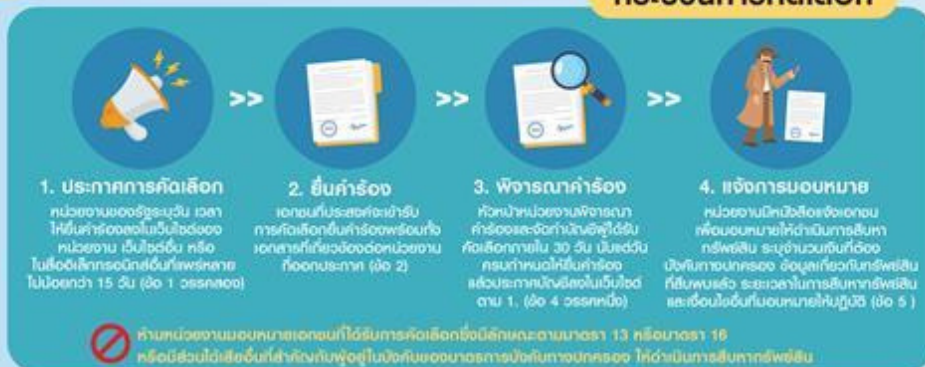 กระบวนการคัดเลือก
>> >> >>
1. ประกาศการคัดเลือก
หน่วยงานของรัฐระบุวัน เวลา
ให้ยื่นคำร้องลงในเว็บไซต์ของ
หน่วยงาน เว็บไซต์อื่น หรือ
ในสื่ออิเล็กทรอนิกส์อื่นที่แพร่หลาย
ไม่น้อยกว่า 15 วัน (ข้อ 1 วรรคสอง)
2. ยื่นคำร้อง
เอกชนที่ประสงค์จะเข้ารับ
การคัดเลือกยื่นคำร้องพร้อมทั้ง
เอกสารที่เกี่ยวข้องต่อหน่วยงาน
ที่ออกประกาศ (ข้อ 2)
3. พิจารณาคำร้อง
หัวหน้าหน่วยงานพิจารณา
คำร้องและจัดทำบัญชีผู้ได้รับ
คัดเลือกภายใน 30 วัน นับแต่วัน
ครบกำหนดให้ยื่นคำร้อง
แล้วประกาศบัญชีลงในเว็บไซต์
ตาม 1. (ข้อ 4 วรรคหนึ่ง)
4. แจ้งการมอบหมาย
หน่วยงานมีหนังสือแจ้งเอกชน
เพื่อมอบหมายให้ดำเนินการสืบหา
ทรัพย์สิน ระบุจำนวนเงินที่ต้อง
บังคับทางปกครอง ข้อมูลเกี่ยวกับทรัพย์สิน
ที่สืบพบแล้ว ระยะเวลาในการสืบหาทรัพย์สิน
และเงื่อนไขอื่นที่มอบหมายให้ปฏิบัติ (ข้อ 5 )
ห้ามหน่วยงานมอบหมายเอกชนที่ได้รับการคัดเลือกซึ่งมีลักษณะตามมาตรา 13 หรือมาตรา 16
หรือมีส่วนได้เสียอื่นที่สำคัญกับผู้อยู่ในบังคับของมาตรการบังคับทางปกครอง ให้ดำเนินการสืบหาทรัพย์สิน